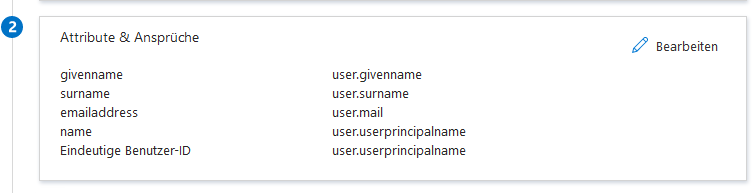 2
Attribute & Ansprüche
Bearbeiten
givenname user.givenname
surname user.surname
emailaddress user.mail
name user.userprincipalname
Eindeutige Benutzer-ID user.userprincipalname